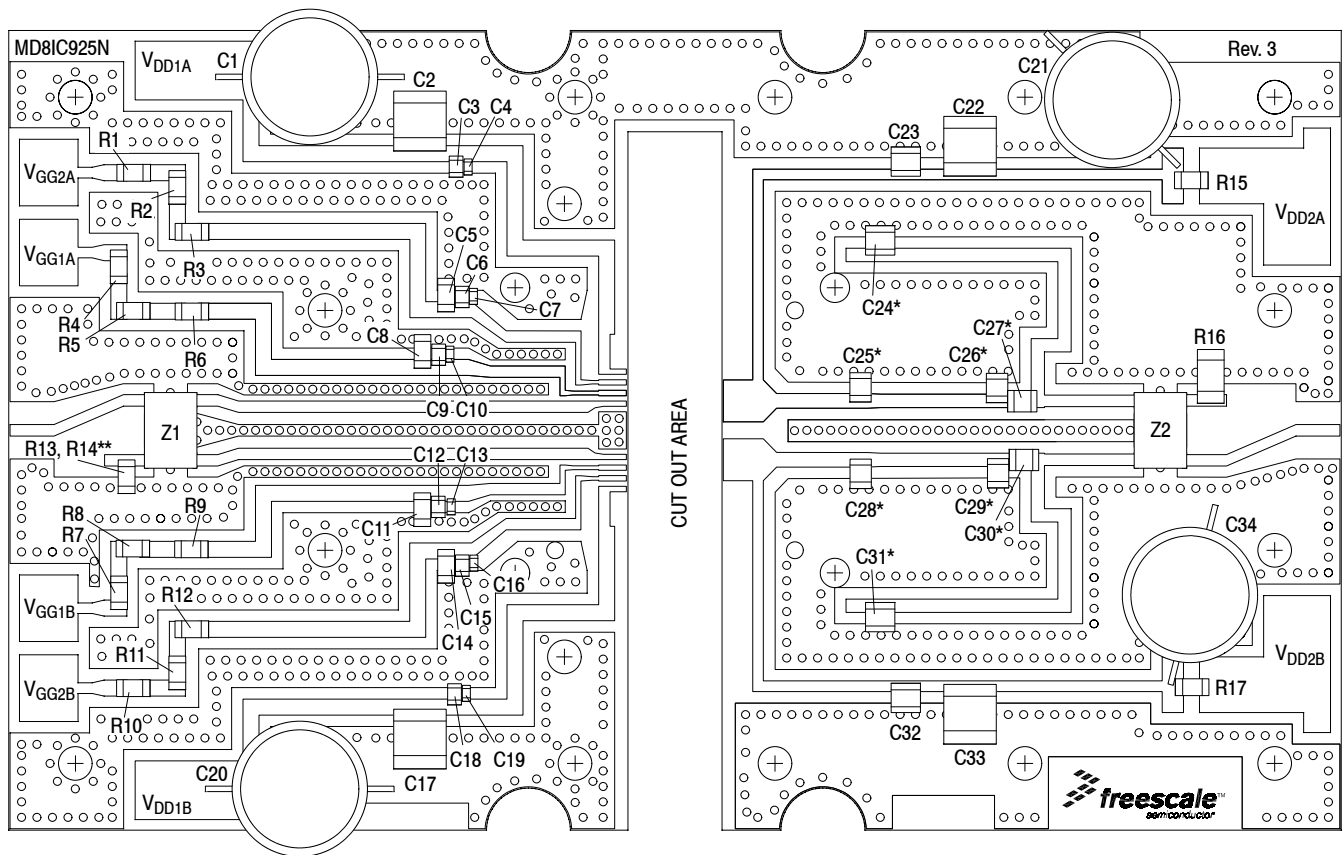 MD8IC925N
Rev. 3
VDD1A
C1
C2
C3
C4
C21
C22
C23
R1
VGG2A
R2
R3
R15
VDD2A
VGG1A
C5
C6
C7
R4
R5
R6
C8
C9
C10
C24*
C25*
C26*
C27*
R16
Z1
Z2
CUT OUT AREA
R13, R14**
C12
C13
C11
C28*
C29*
C30*
C31*
C34
R8
R9
R7
VGG1B
R12
C16
C15
C14
R11
VGG2B
R10
VDD2B
R17
C18
C19
C32
C33
C20
C17
VDD1B
freescale™
semiconductor